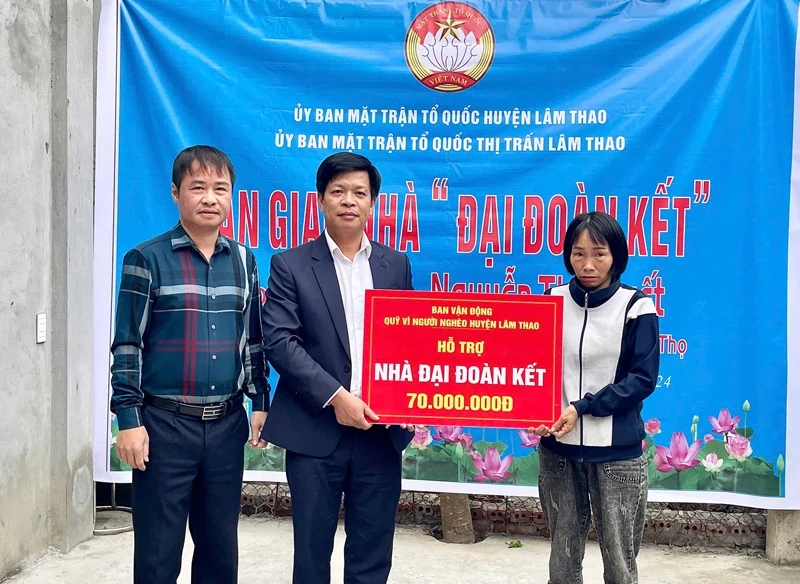 MẶT TRẬN TỔ QUỐC
VIỆT NAM
ỦY BAN MẶT TRẬN TỔ QUỐC HUYỆN LÂM THAO
ỦY BAN MẶT TRẬN TỔ QUỐC THỊ TRẤN LÂM THAO
NHÀ “ ĐẠI ĐOÀN KẾT”
Nguyễn
Thọ
24
BAN VẬN ĐỘNG
QUỸ VÌ NGƯỜI NGHÈO HUYỆN LÂM THAO
HỖ TRỢ
NHÀ ĐẠI ĐOÀN KẾT
70.000.000Đ